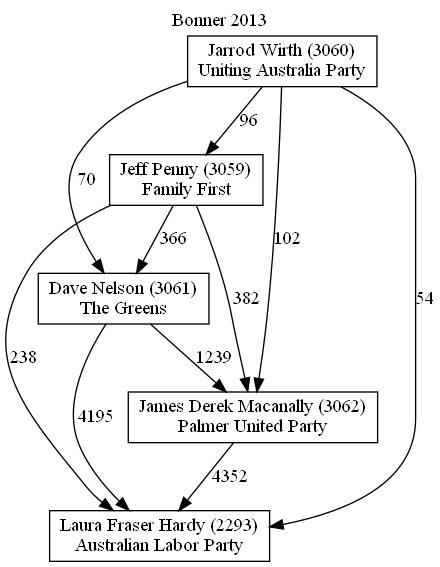 Bonner 2013
Jarrod Wirth (3060)
Uniting Australia Party
96
Jeff Penny (3059)
Family First
70
366
102
Dave Nelson (3061)
The Greens
382
54
238
1239
4195
James Derek Macanally (3062)
Palmer United Party
4352
Laura Fraser Hardy (2293)
Australian Labor Party